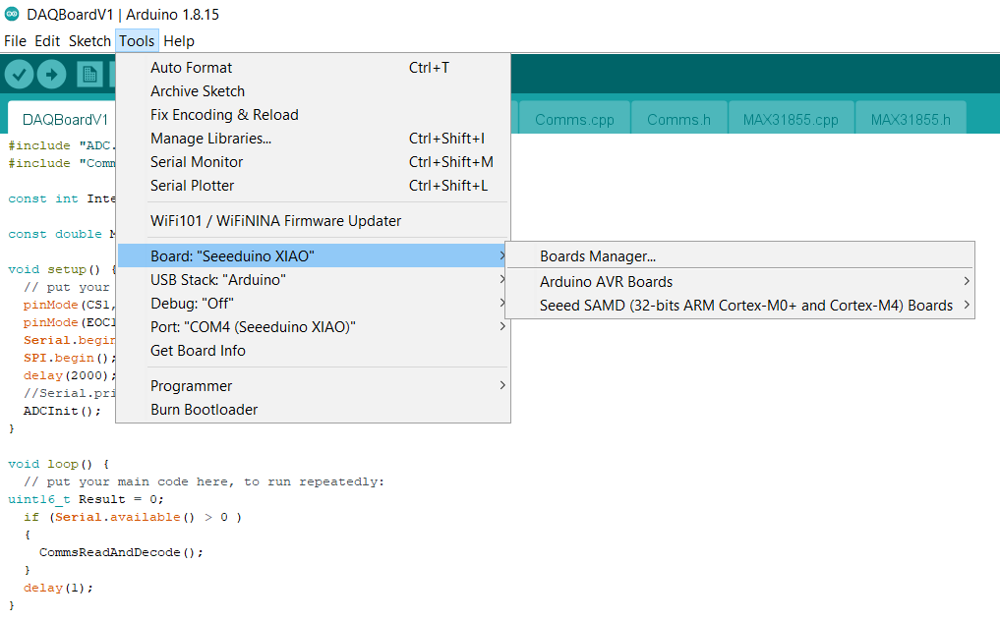 DAQBoardV1 | Arduino 1.8.15
File Edit Sketch Tools Help
DAQBoardV1 Comms.cpp Comms.h MAX31855.cpp MAX31855.h
Auto Format Ctrl+T
Archive Sketch
Fix Encoding & Reload
Manage Libraries... Ctrl+Shift+I
Serial Monitor Ctrl+Shift+M
Serial Plotter Ctrl+Shift+L
WiFi101 / WiFiNINA Firmware Updater
Board: "Seeeduino XIAO"
USB Stack: "Arduino"
Debug: "Off"
Port: "COM4 (Seeeduino XIAO)"
Get Board Info
Programmer
Burn Bootloader
Boards Manager...
Arduino AVR Boards
Seeed SAMD (32-bits ARM Cortex-M0+ and Cortex-M4) Boards
#include "ADC.
#include "Comm
const int Inte
const double
void setup() {
// put your
pinMode(CS1,
pinMode(EOC1
Serial.begin
SPI.begin();
delay(2000);
//Serial.pri
ADCInit();
}
void loop() {
// put your main code here, to run repeatedly:
uint16_t Result = 0;
if (Serial.available() > 0 )
{
CommsReadAndDecode();
}
delay(1);
}